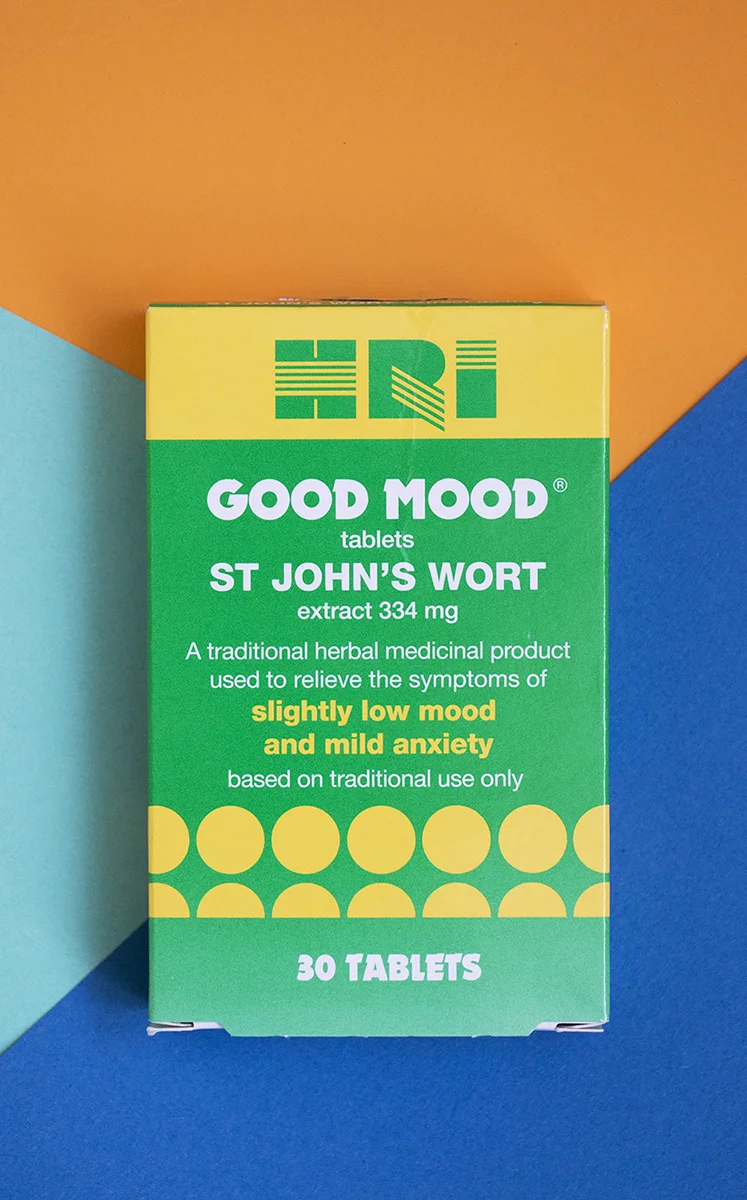 HRI
GOOD MOOD®
tablets
ST JOHN'S WORT
extract 334 mg
A traditional herbal medicinal product
used to relieve the symptoms of
slightly low mood
and mild anxiety
based on traditional use only
30 TABLETS